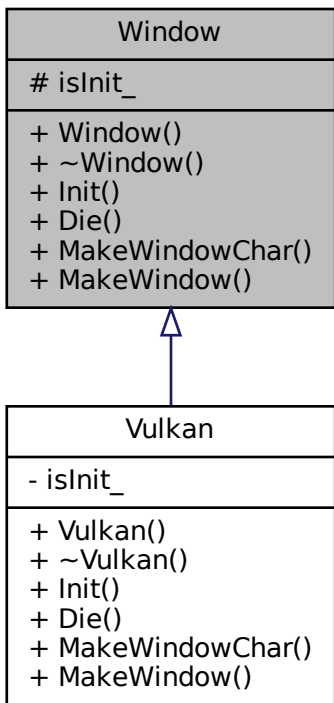 Window
# isInit_
+ Window()
+ ~Window()
+ Init()
+ Die()
+ MakeWindowChar()
+ MakeWindow()
Vulkan
- isInit_
+ Vulkan()
+ ~Vulkan()
+ Init()
+ Die()
+ MakeWindowChar()
+ MakeWindow()